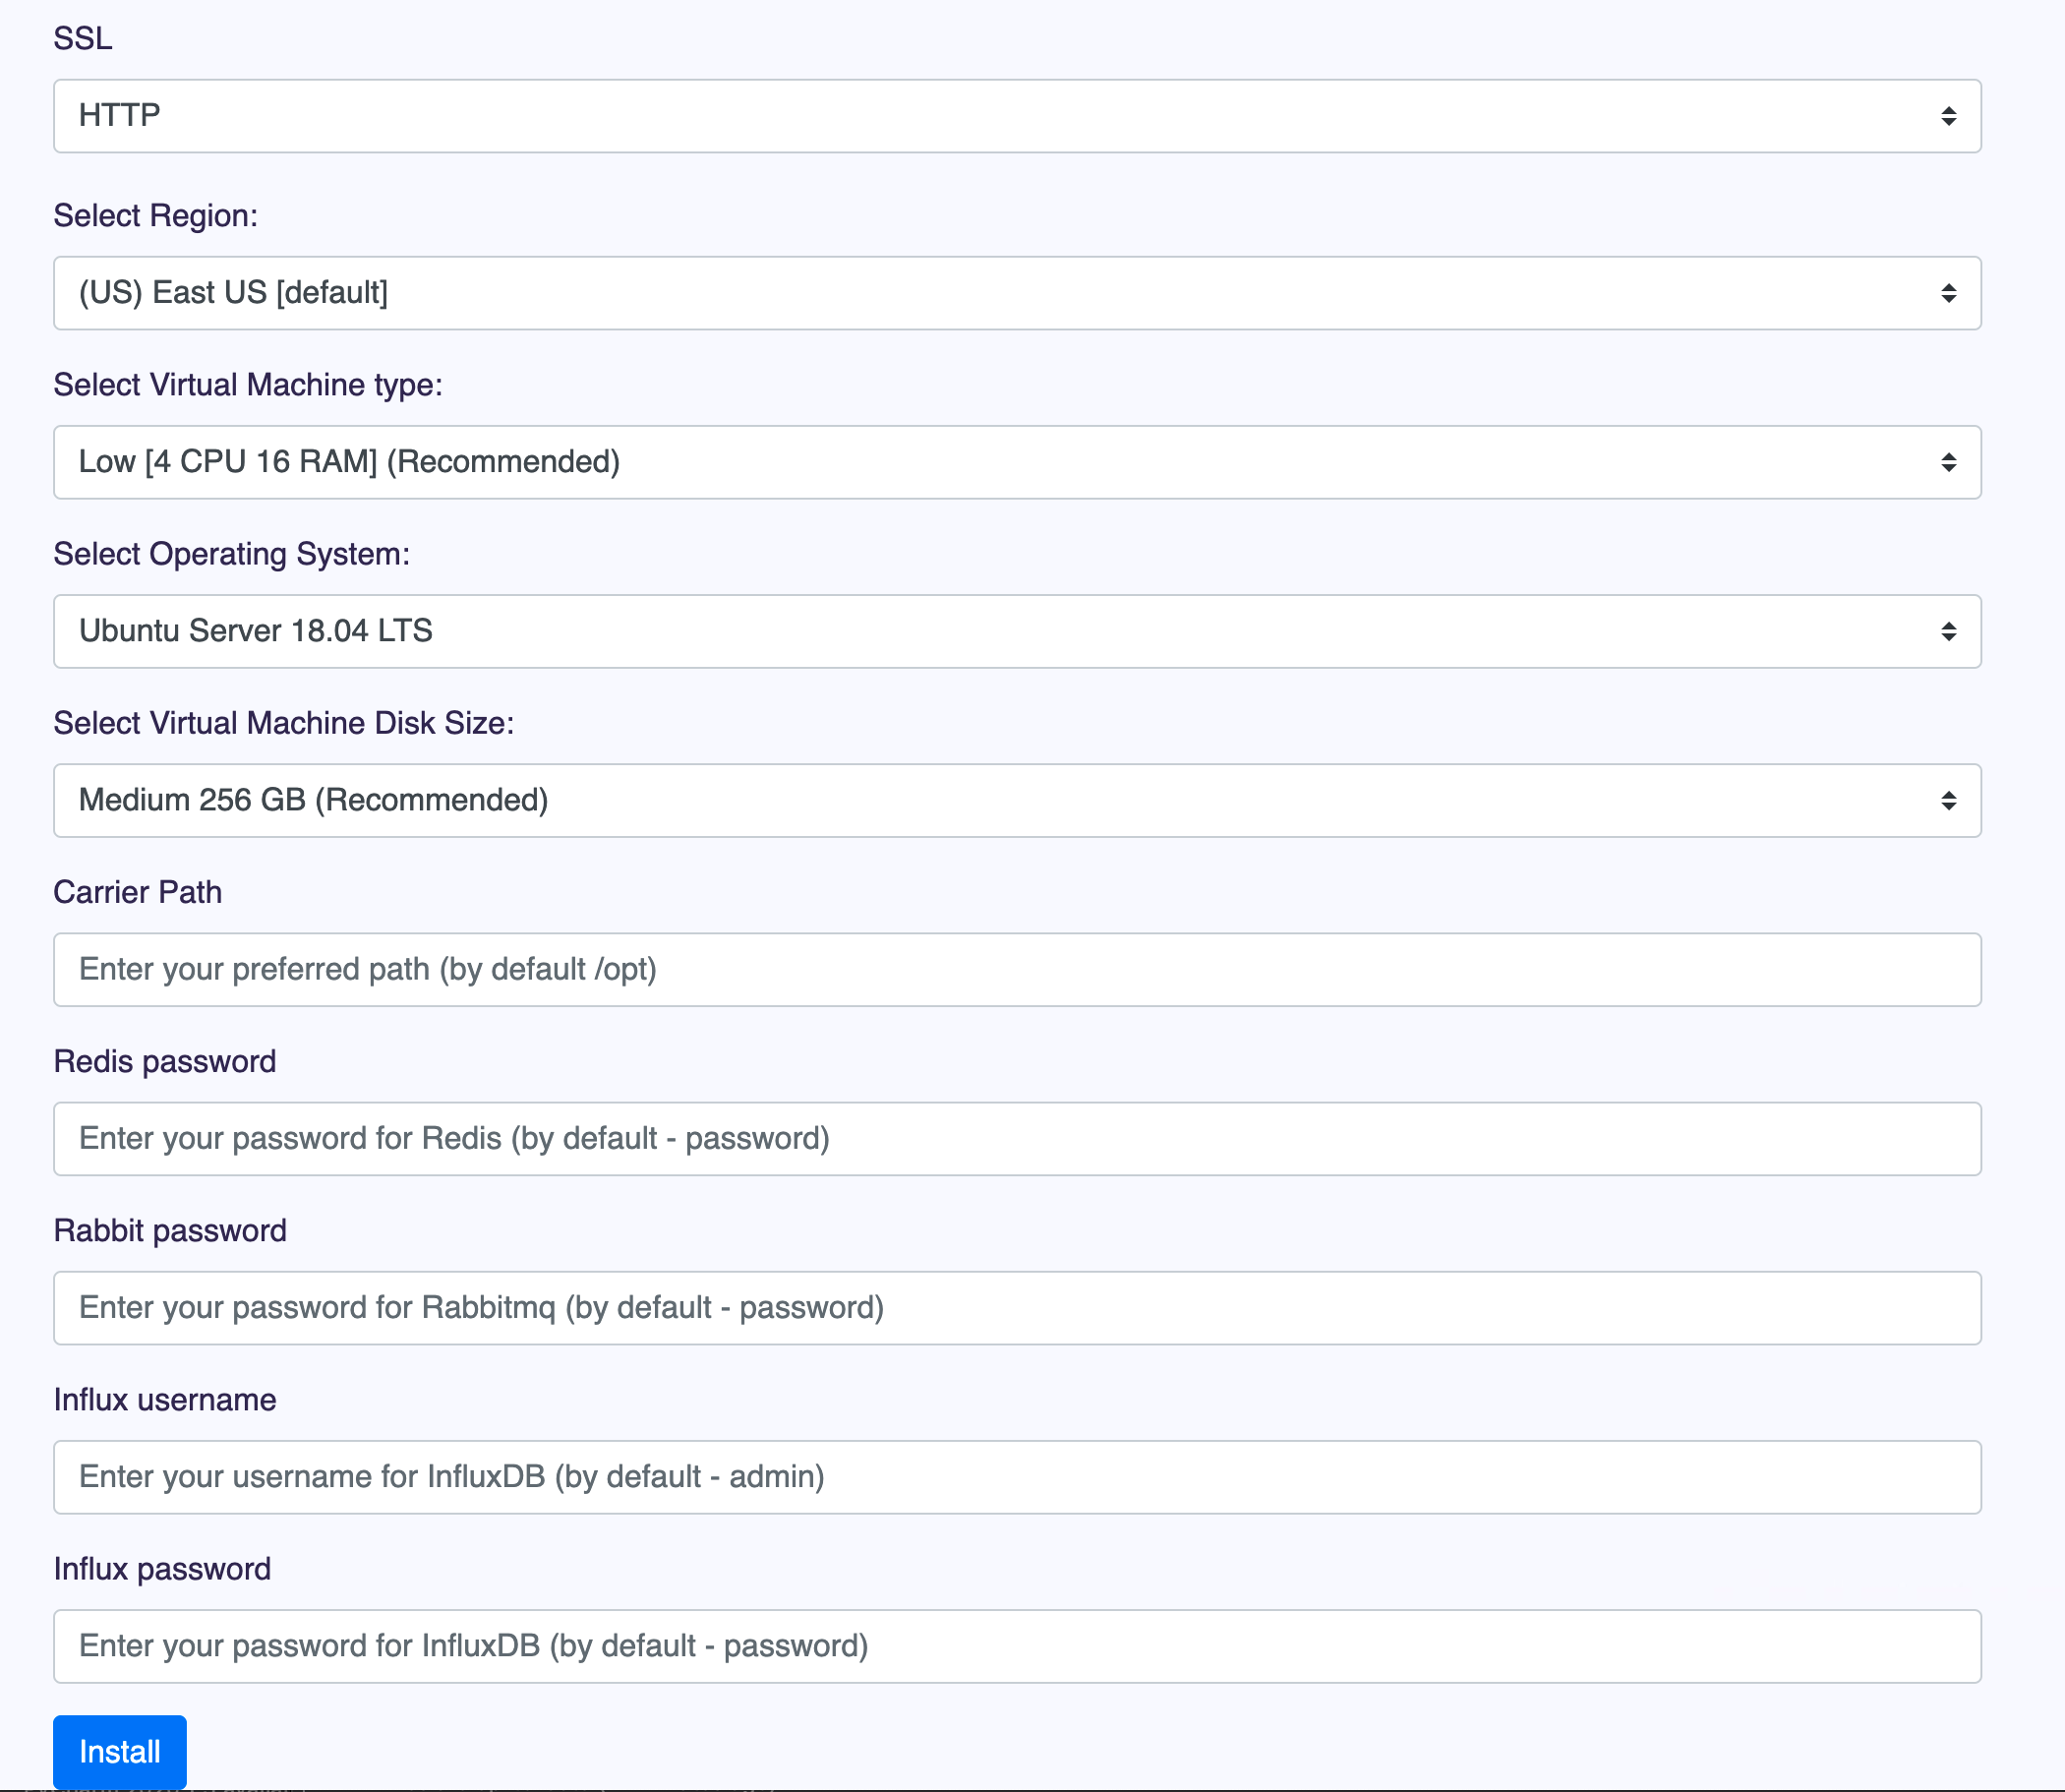 SSL
HTTP
Select Region:
(US) East US [default]
Select Virtual Machine type:
Low [4 CPU 16 RAM] (Recommended)
Select Operating System:
Ubuntu Server 18.04 LTS
Select Virtual Machine Disk Size:
Medium 256 GB (Recommended)
Carrier Path
Enter your preferred path (by default /opt)
Redis password
Enter your password for Redis (by default - password)
Rabbit password
Enter your password for Rabbitmq (by default - password)
Influx username
Enter your username for InfluxDB (by default - admin)
Influx password
Enter your password for InfluxDB (by default - password)
Install